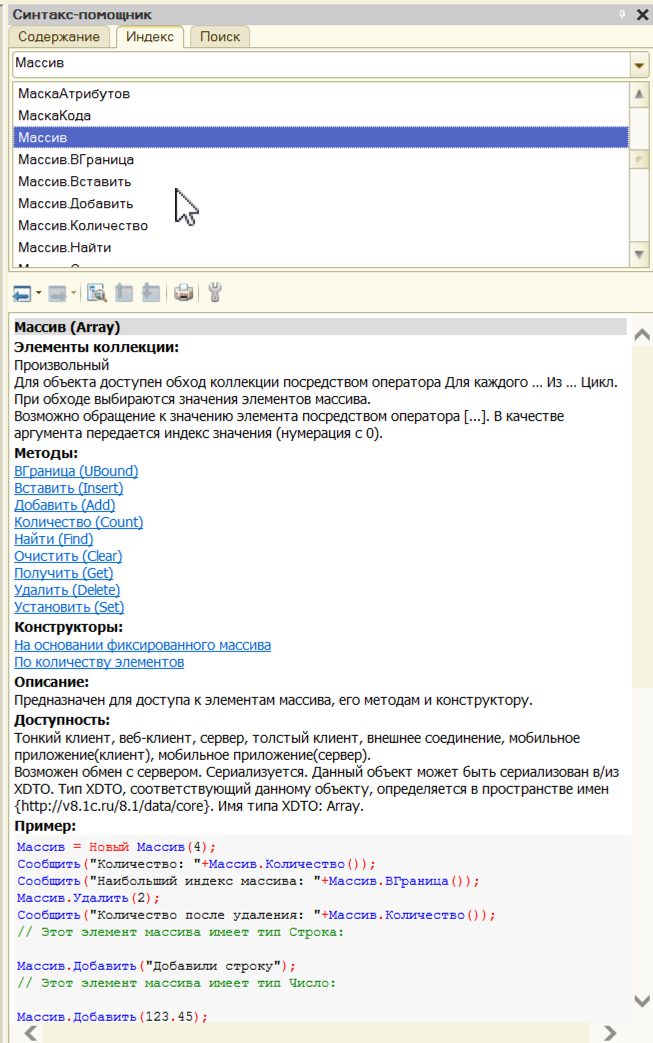 Синтакс-помощник
Содержание Индекс Поиск
Массив
МаскаАтрибутов
МаскаКода
Массив
Массив.ВГраница
Массив.Вставить
Массив.Добавить
Массив.Количество
Массив.Найти
Массив (Array)
Элементы коллекции:
Произвольный
Для объекта доступен обход коллекции посредством оператора Для каждого ... Из ... Цикл.
При обходе выбираются значения элементов массива.
Возможно обращение к значению элемента посредством оператора [...]. В качестве
аргумента передается индекс значения (нумерация с 0).
Методы:
ВГраница (UBound)
Вставить (Insert)
Добавить (Add)
Количество (Count)
Найти (Find)
Очистить (Clear)
Получить (Get)
Удалить (Delete)
Установить (Set)
Конструкторы:
На основании фиксированного массива
По количеству элементов
Описание:
Предназначен для доступа к элементам массива, его методам и конструктору.
Доступность:
Тонкий клиент, веб-клиент, сервер, толстый клиент, внешнее соединение, мобильное
приложение(клиент), мобильное приложение(сервер).
Возможен обмен с сервером. Сериализуется. Данный объект может быть сериализован в/из
XDTO. Тип XDTO, соответствующий данному объекту, определяется в пространстве имен
{http://v8.1c.ru/8.1/data/core}. Имя типа XDTO: Array.
Пример:
Массив = Новый Массив(4);
Сообщить("Количество: "+Массив.Количество());
Сообщить("Наибольший индекс массива: "+Массив.ВГраница());
Массив.Удалить(2);
Сообщить("Количество после удаления: "+Массив.Количество());
// Этот элемент массива имеет тип Строка:
Массив.Добавить("Добавили строку");
// Этот элемент массива имеет тип Число:
Массив.Добавить(123.45);